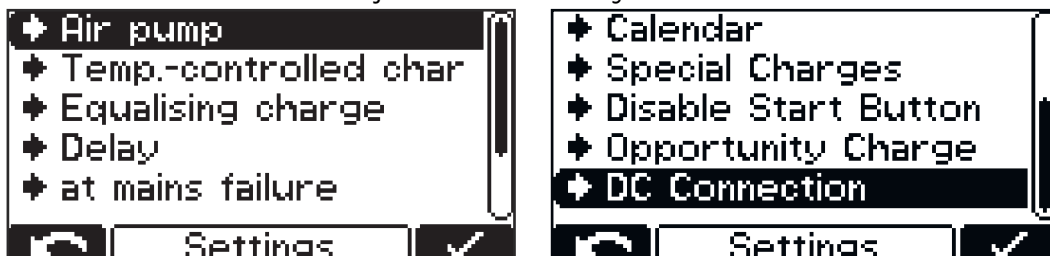 Air pump
Temp.-controlled char
Equalising charge
Delay
at mains failure
Settings
Calendar
Special Charges
Disable Start Button
Opportunity Charge
DC Connection
Settings